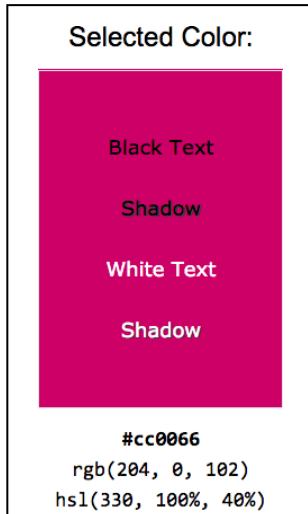 Selected Color:
Black Text
Shadow
White Text
Shadow
#cc0066
rgb(204, 0, 102)
hsl(330, 100%, 40%)